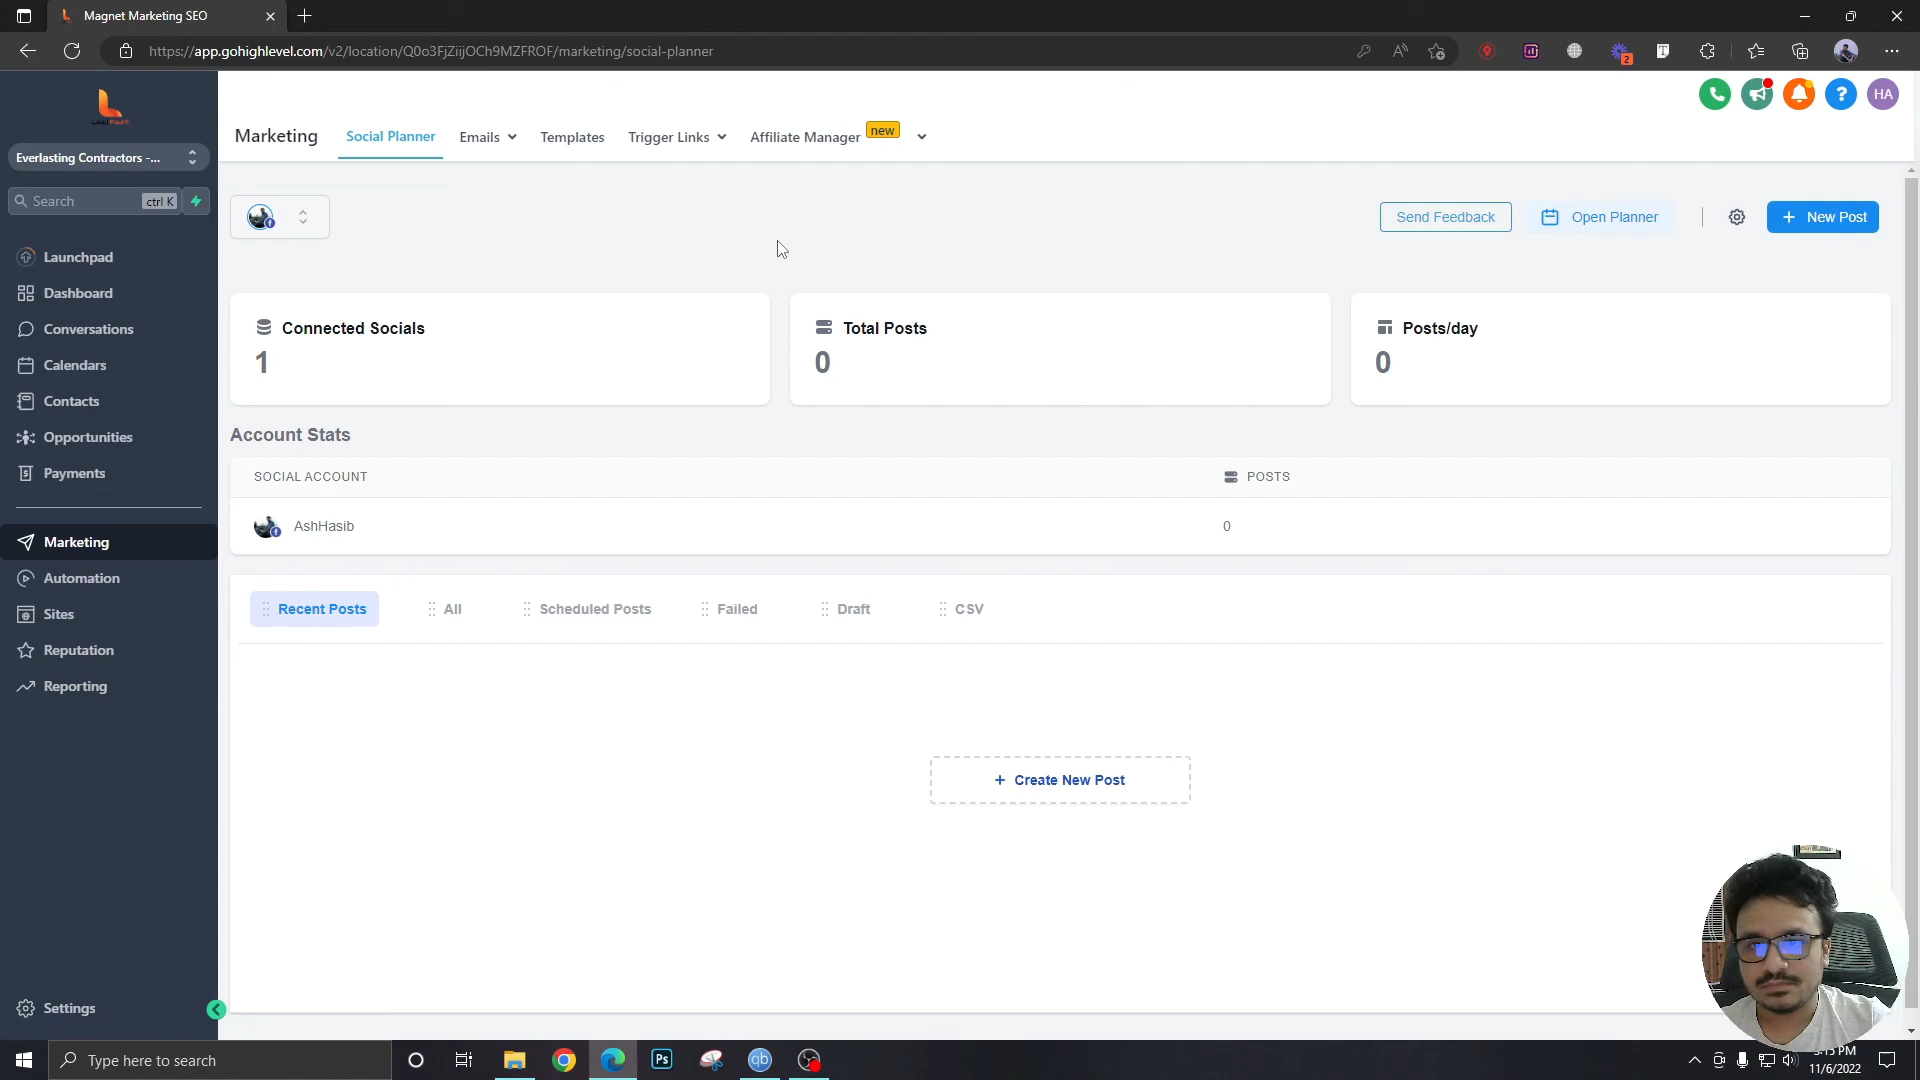 Magnet Marketing SEO
https://app.gohighlevel.com/v2/location/Q0o3FjZiijOCh9MZFROF/marketing/social-planner
2
HA
Marketing
Social Planner
Emails
Templates
Trigger Links
Affiliate Manager
new
Everlasting Contractors -...
Search
ctrl K
Send Feedback
Open Planner
+ New Post
Launchpad
Dashboard
Conversations
Calendars
Contacts
Opportunities
Payments
Marketing
Automation
Sites
Reputation
Reporting
Settings
Connected Socials
1
Total Posts
0
Posts/day
0
Account Stats
SOCIAL ACCOUNT
POSTS
AshHasib
0
Recent Posts
All
Scheduled Posts
Failed
Draft
CSV
+ Create New Post
Type here to search
Ps
qb
11/6/2022